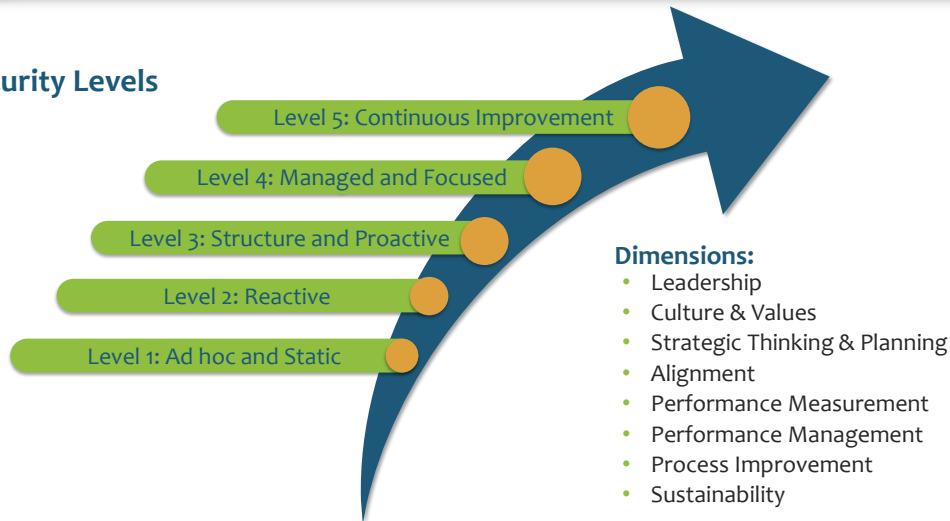 urity Levels
Level 5: Continuous Improvement
Level 4: Managed and Focused
Level 3: Structure and Proactive
Level 2: Reactive
Level 1: Ad hoc and Static
Dimensions:
• Leadership
• Culture & Values
• Strategic Thinking & Planning
• Alignment
• Performance Measurement
• Performance Management
• Process Improvement
• Sustainability